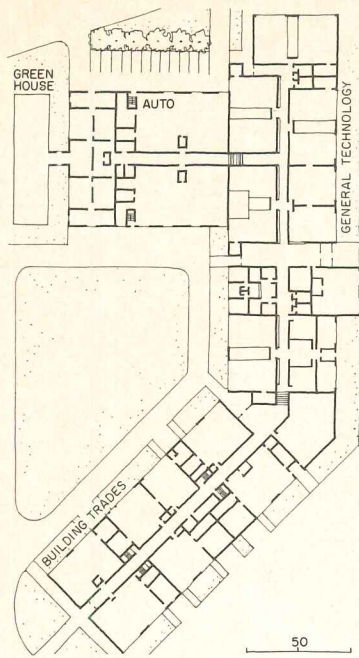 GREEN
HOUSE
AUTO
GENERAL TECHNOLOGY
BUILDING TRADES
50